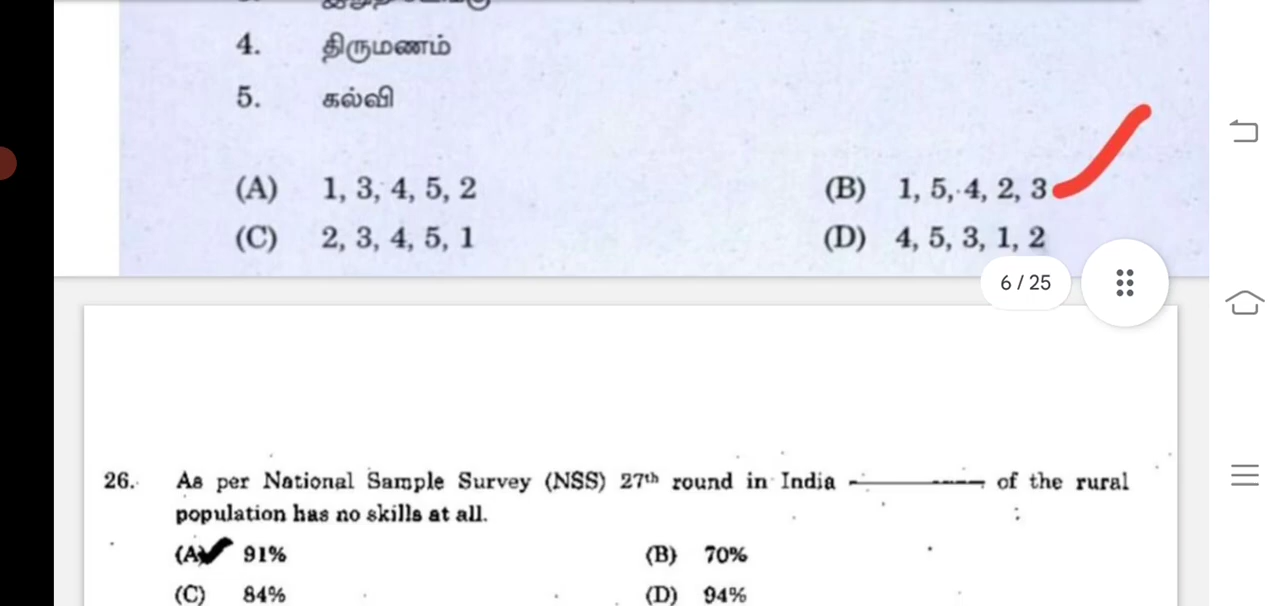 4. திருமணம்
5. கல்வி
(A) 1, 3, 4, 5, 2 (B) 1, 5, 4, 2, 3
(C) 2, 3, 4, 5, 1 (D) 4, 5, 3, 1, 2
6 / 25
26. As per National Sample Survey (NSS) 27th round in India ________ of the rural
population has no skills at all.
(A) 91% (B) 70%
(C) 84% (D) 94%